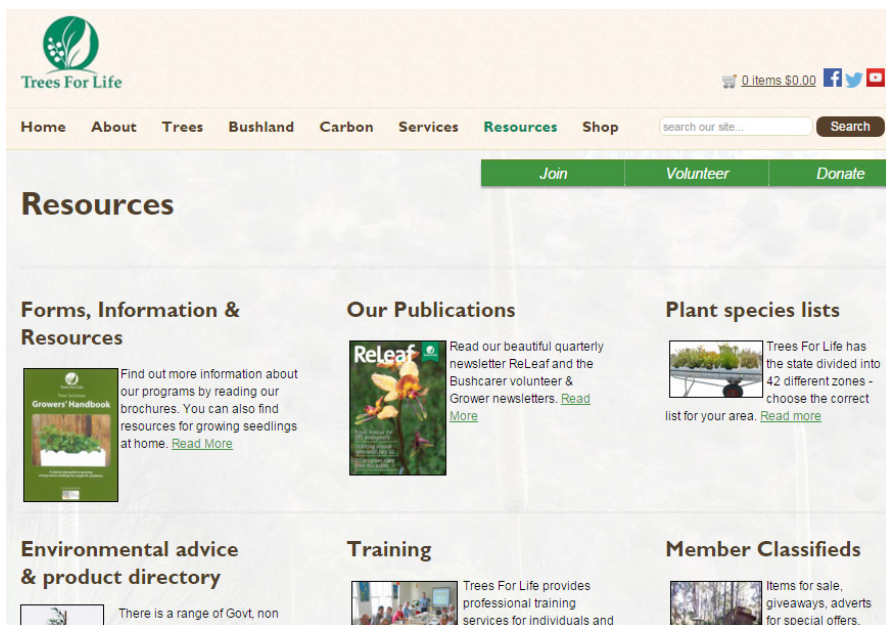 Trees For Life
0 items $0.00
Home About Trees Bushland Carbon Services Resources Shop
search our site... Search
Join Volunteer Donate
Resources
Forms, Information &
Resources
Growers' Handbook
Find out more information about
our programs by reading our
brochures. You can also find
resources for growing seedlings
at home. Read More
Our Publications
ReLeaf
Read our beautiful quarterly
newsletter ReLeaf and the
Bushcarer volunteer &
Grower newsletters. Read
More
Plant species lists
Trees For Life has
the state divided into
42 different zones -
choose the correct
list for your area. Read more
Environmental advice
& product directory
There is a range of Govt, non
Training
Trees For Life provides
professional training
services for individuals and
Member Classifieds
Items for sale,
giveaways, adverts
for special offers,